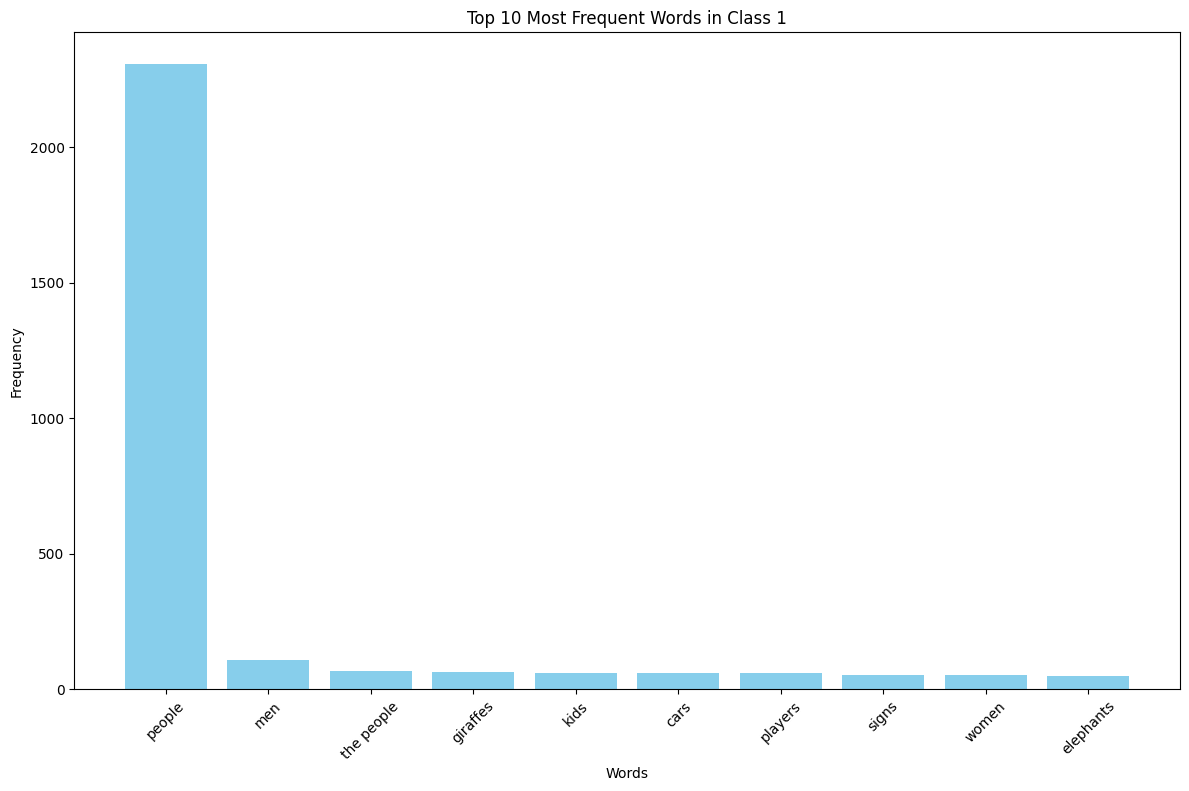 Top 10 Most Frequent Words in Class 1
Frequency
2000
1500
1000
500
0
people
men
the people
giraffes
kids
cars
players
signs
women
elephants
Words